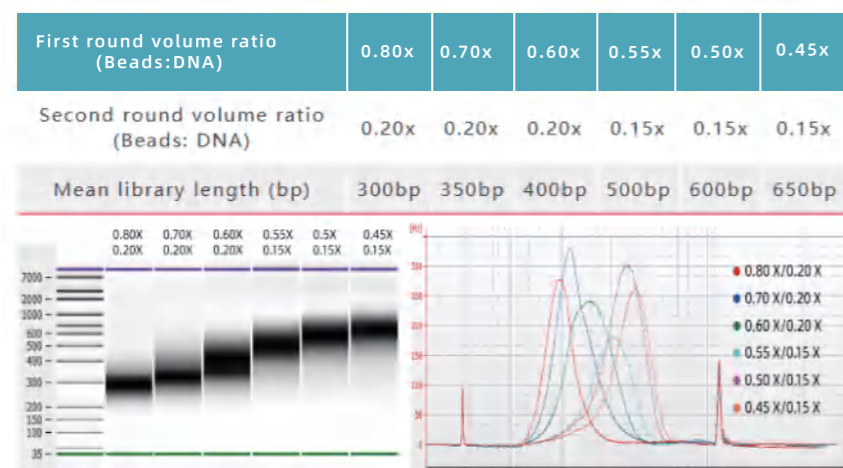 First round volume ratio 0.80x 0.70x 0.60x 0.55x 0.50x 0.45x
(Beads:DNA)
Second round volume ratio 0.20x 0.20x 0.20x 0.15x 0.15x 0.15x
(Beads: DNA)
Mean library length (bp) 300bp 350bp 400bp 500bp 600bp 650bp
0.80X 0.70X 0.60X 0.55X 0.5X 0.45X
0.20X 0.20X 0.20X 0.15X 0.15X 0.15X
7000
2000
1000
600
500
400
300
200
150
100
35
0.80 X/0.20 X
0.70 X/0.20 X
0.60 X/0.20 X
0.55 X/0.15 X
0.50 X/0.15 X
0.45 X/0.15 X